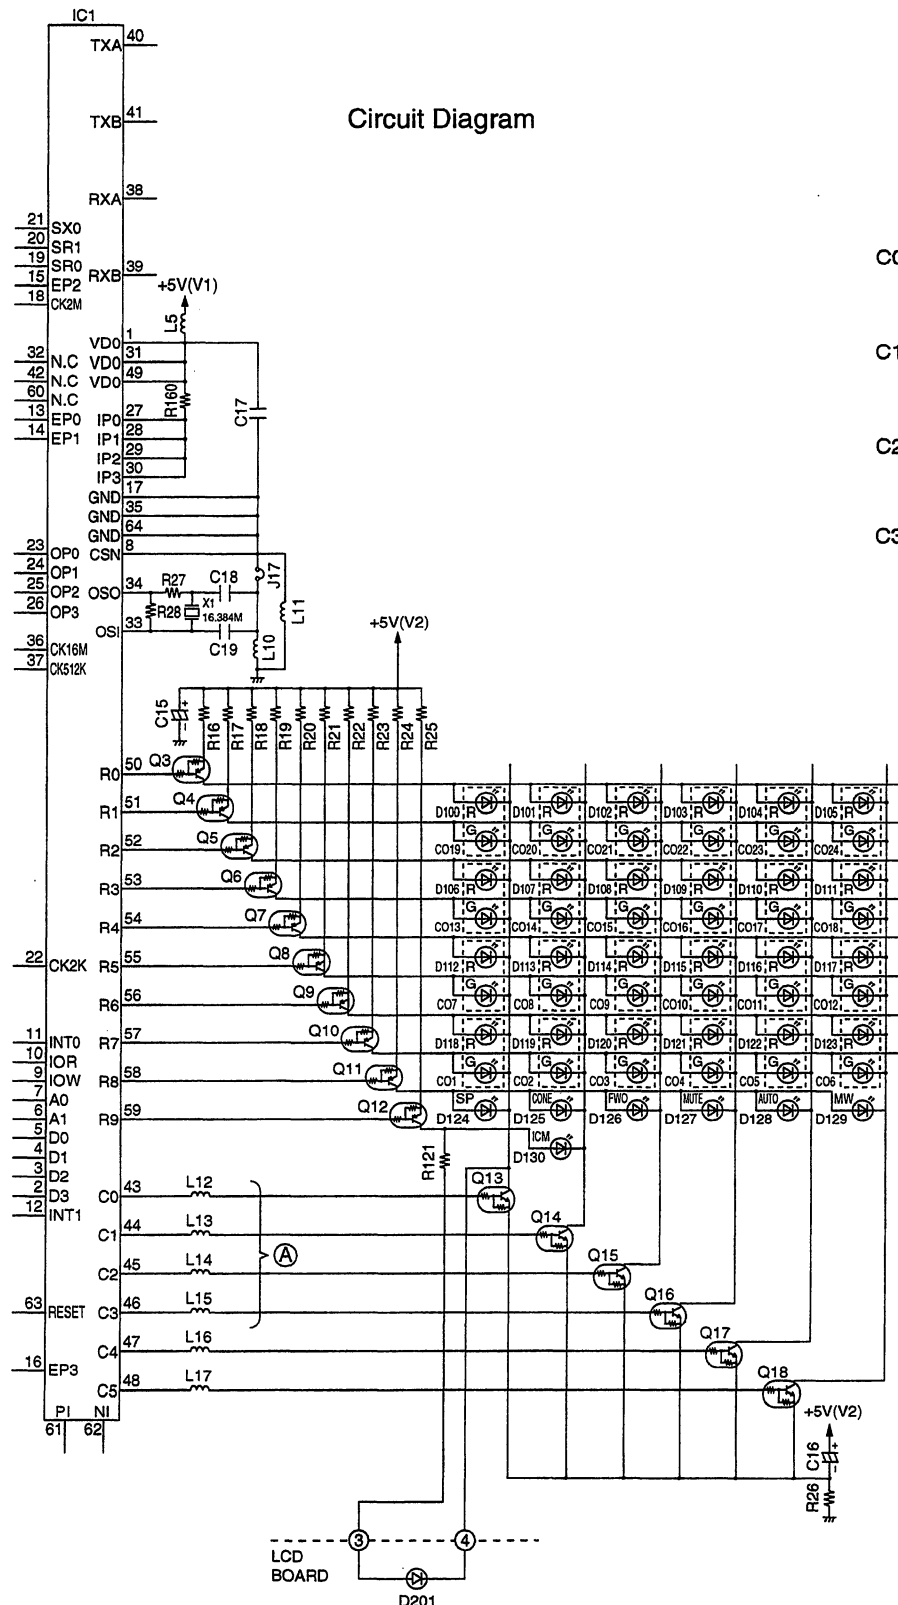 IC1
TXA 40
Circuit Diagram
TXB 41
RXA 38
21 SX0
20 SR1
19 SR0
RXB 39
15 EP2
18 CK2M
+5V(V1)
L5
VD0 1
32 N.C VD0 31
42 N.C VD0 49
60 N.C
R160
C17
13 EP0 IP0 27
14 EP1 IP1 28
IP2 29
IP3 30
GND 17
GND 35
GND 64
23 OP0 CSN 8
24 OP1
25 OP2 OSO 34
26 OP3
R27
C18
J17
R28
X1
16.384M
L11
OSI 33
C19
L10
36 CK16M
37 CK512K
+5V(V2)
C0
C1
C2
C3
C15
R16 R17 R18 R19 R20 R21 R22 R23 R24 R25
R0 50 Q3
R1 51 Q4
D100 R D101 R D102 R D103 R D104 R D105 R
R2 52 Q5
G G G G G G
CO19 CO20 CO21 CO22 CO23 CO24
R3 53 Q6
D106 R D107 R D108 R D109 R D110 R D111 R
R4 54 Q7
G G G G G G
CO13 CO14 CO15 CO16 CO17 CO18
22 CK2K R5 55 Q8
D112 R D113 R D114 R D115 R D116 R D117 R
R6 56 Q9
G G G G G G
CO7 CO8 CO9 CO10 CO11 CO12
11 INT0 R7 57 Q10
D118 R D119 R D120 R D121 R D122 R D123 R
10 IOR
9 IOW R8 58 Q11
G G G G G G
CO1 CO2 CO3 CO4 CO5 CO6
7 A0
6 A1 R9 59 Q12
SP CONE FWO MUTE AUTO MW
D124 D125 D126 D127 D128 D129
5 D0
ICM
D130
4 D1
R121
3 D2
2 D3 C0 43 L12 Q13
12 INT1
C1 44 L13 Q14
A
C2 45 L14 Q15
63 RESET C3 46 L15 Q16
C4 47 L16 Q17
16 EP3
C5 48 L17 Q18
PI NI
61 62
+5V(V2)
C16
R26
3 4
LCD
BOARD
D201